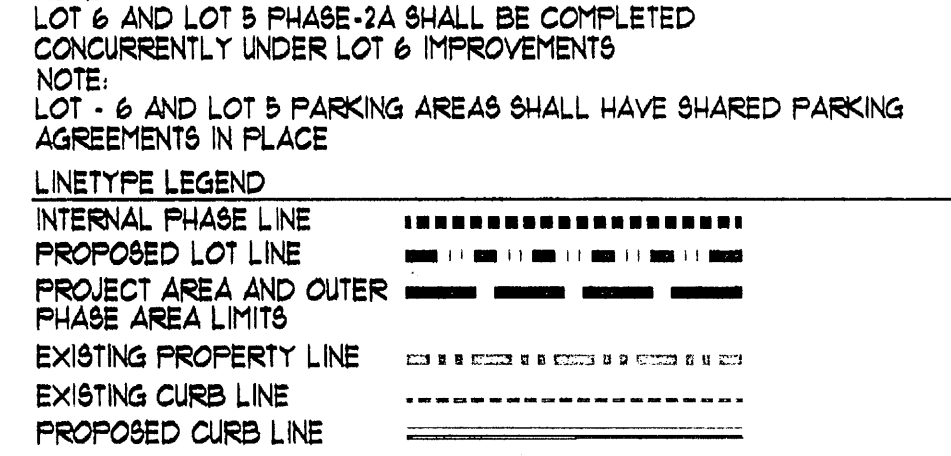 LOT 6 AND LOT 5 PHASE-2A SHALL BE COMPLETED
CONCURRENTLY UNDER LOT 6 IMPROVEMENTS
NOTE:
LOT - 6 AND LOT 5 PARKING AREAS SHALL HAVE SHARED PARKING
AGREEMENTS IN PLACE
LINETYPE LEGEND
INTERNAL PHASE LINE
PROPOSED LOT LINE
PROJECT AREA AND OUTER
PHASE AREA LIMITS
EXISTING PROPERTY LINE
EXISTING CURB LINE
PROPOSED CURB LINE